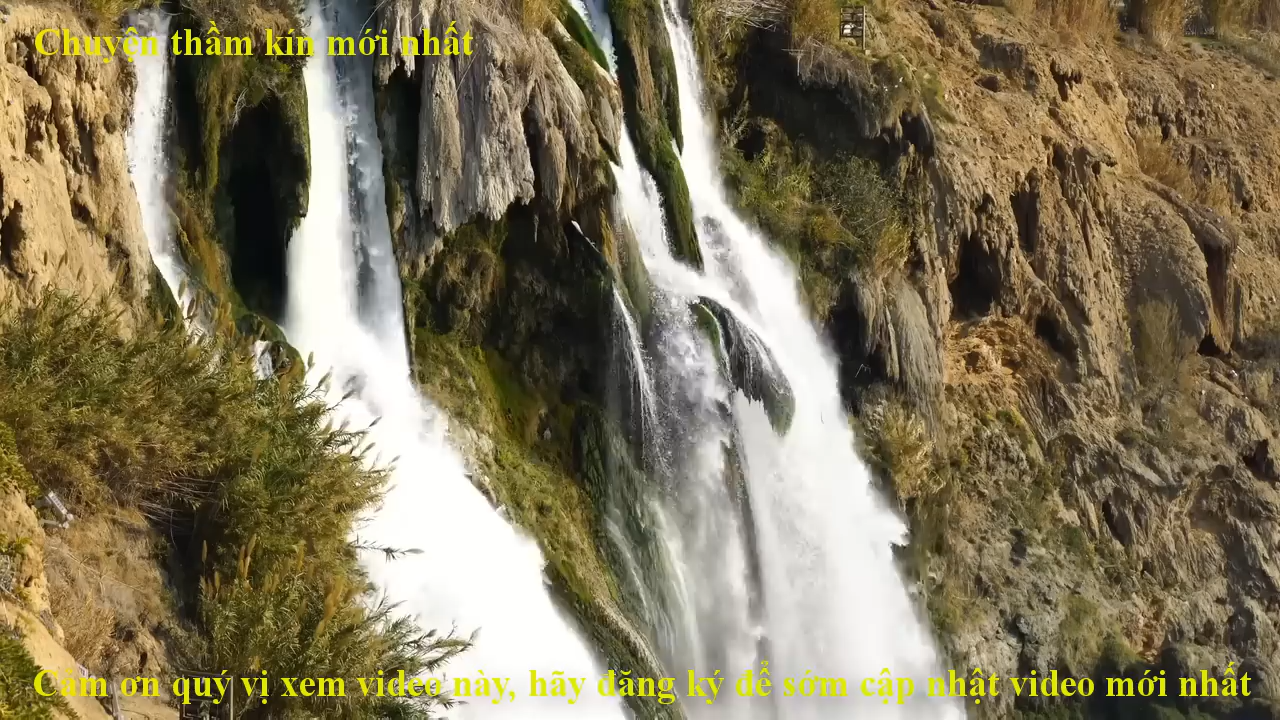 Chuyện thầm kín mới nhất
Cảm ơn quý vị xem video này, hãy đăng ký để sớm cập nhật video mới nhất